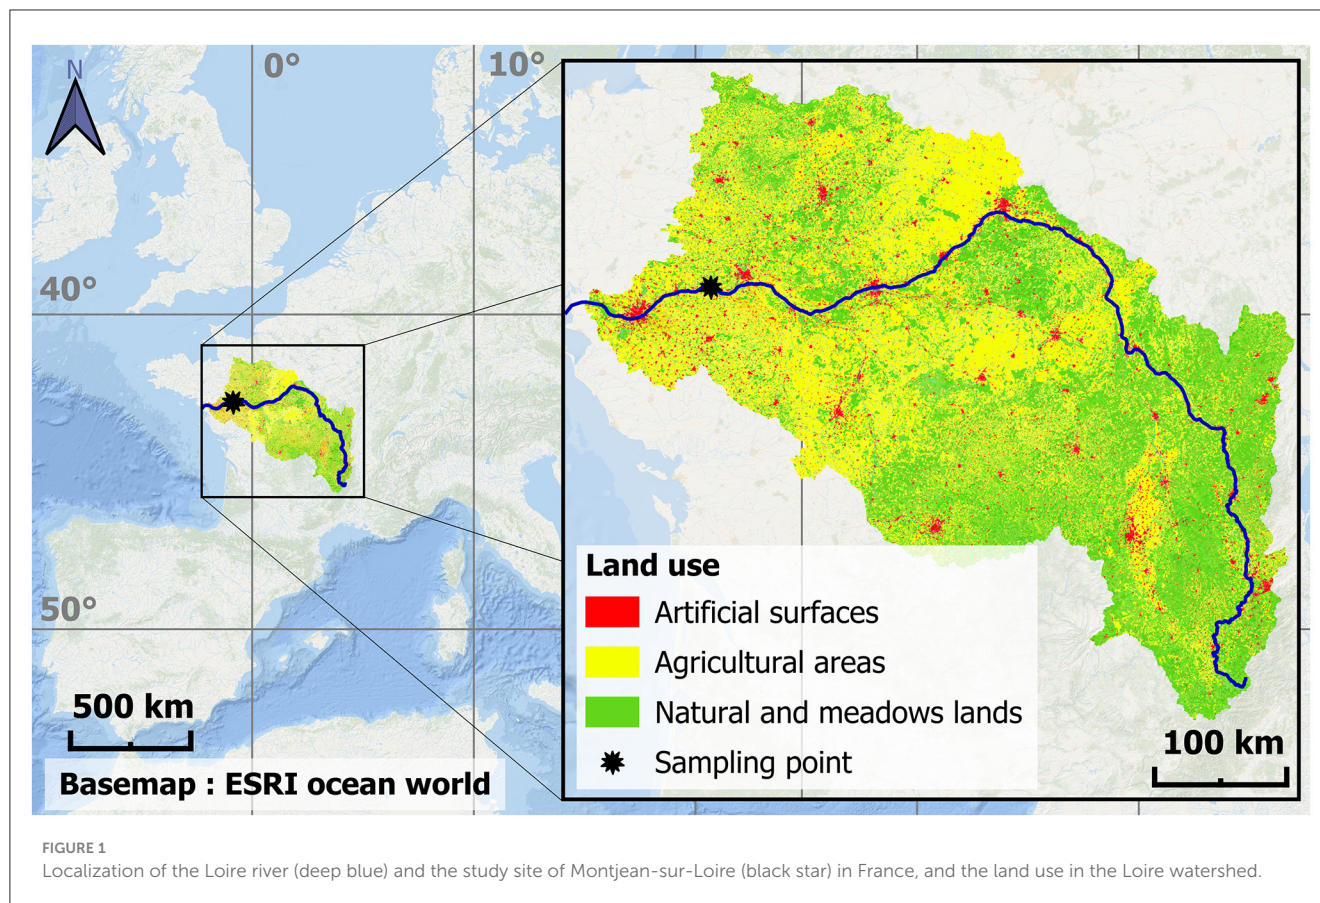 N
0°
10°
40°
50°
500 km
Basemap : ESRI ocean world
Land use
Artificial surfaces
Agricultural areas
Natural and meadows lands
Sampling point
100 km
FIGURE 1
Localization of the Loire river (deep blue) and the study site of Montjean-sur-Loire (black star) in France, and the land use in the Loire watershed.